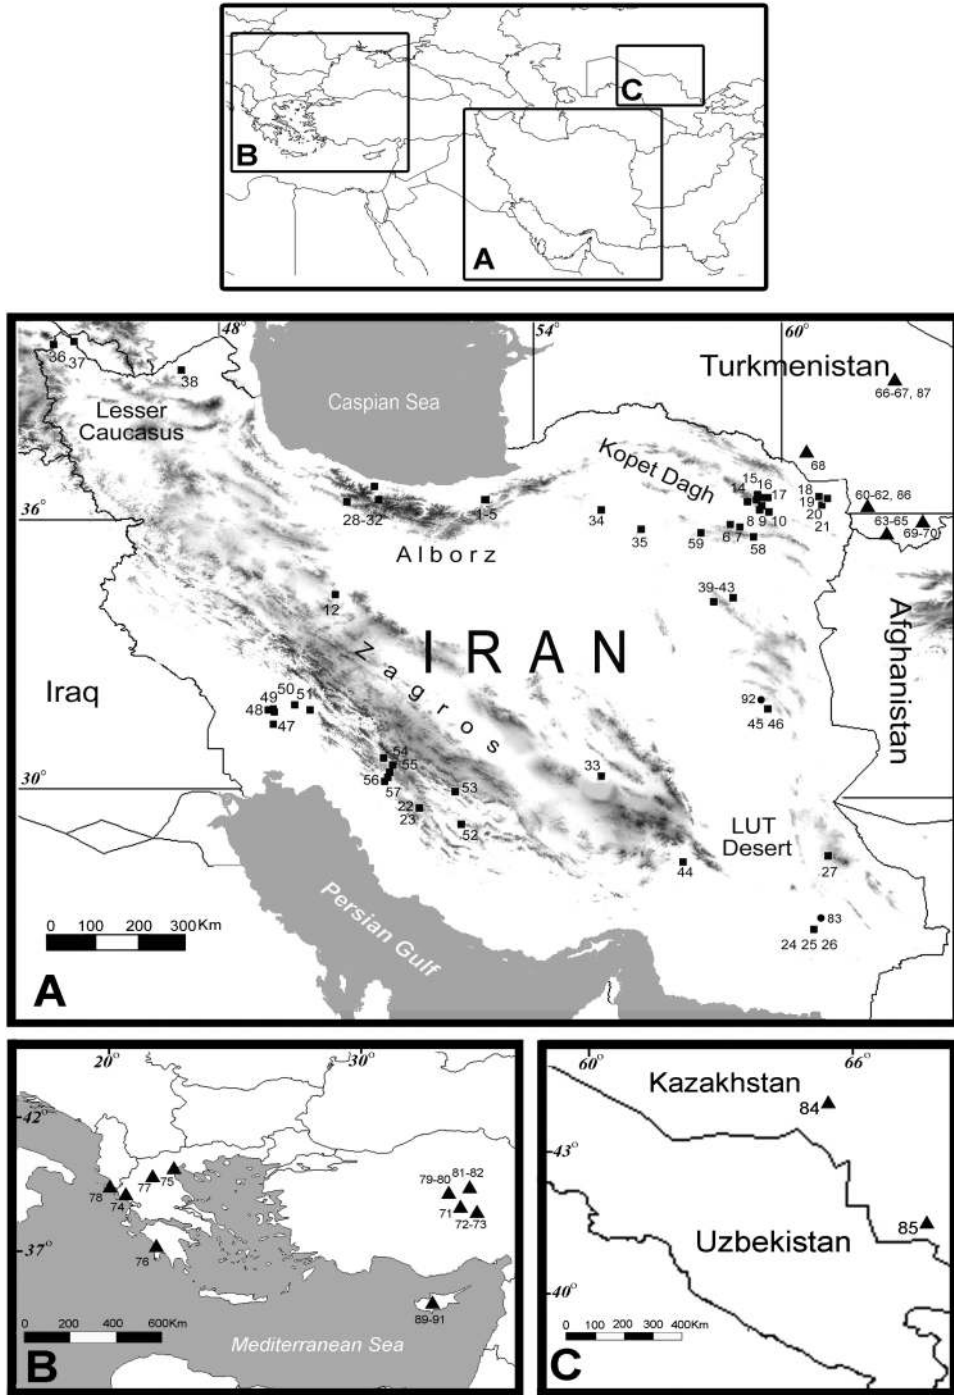 B
C
A
48°
54°
60°
36
37
38
Lesser
Caucasus
Caspian Sea
Turkmenistan
66-67, 87
68
Kopet Dagh
15 16
14
17
18
19
20
21
60-62, 86
63-65
69-70
36°
28-32
1-5
34
35
59
6 7
8 9 10
58
Alborz
12
39-43
IRAN
Zagros
Afghanistan
Iraq
50
51
49
48
47
92
45 46
54
55
56
57
33
53
30°
22
23
52
LUT
Desert
44
27
83
24 25 26
Persian Gulf
0 100 200 300Km
A
20°
30°
42°
37°
78
74
77
75
76
79-80
81-82
71
72-73
89-91
0 200 400 600Km
Mediterranean Sea
B
60°
66°
Kazakhstan
84
43°
85
Uzbekistan
40°
0 100 200 300 400Km
C